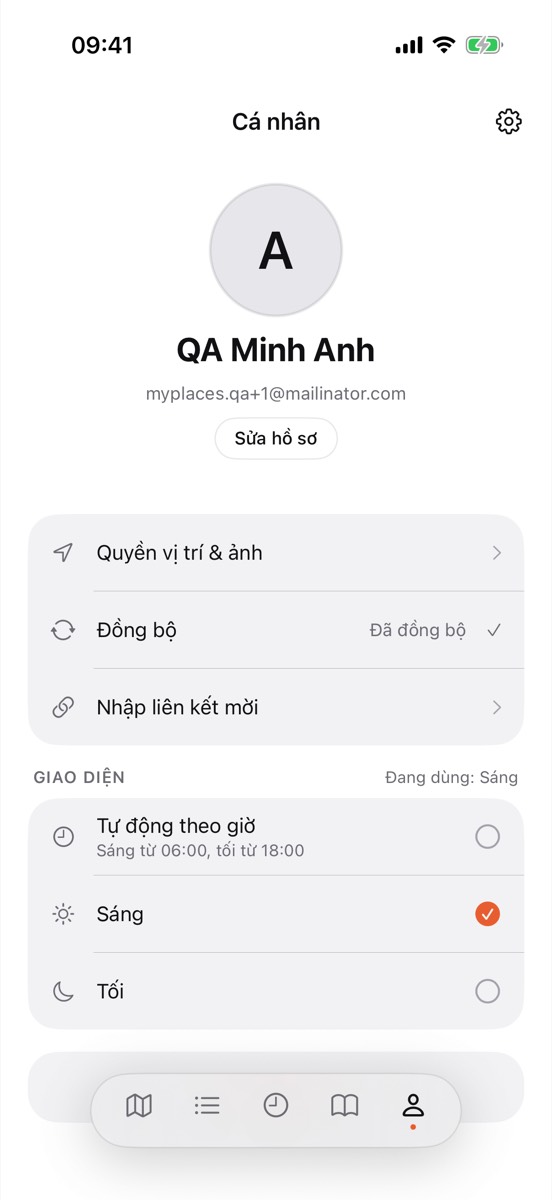 09:41
Cá nhân
A
QA Minh Anh
myplaces.qa+1@mailinator.com
Sửa hồ sơ
Quyền vị trí & ảnh
Đồng bộ
Đã đồng bộ
Nhập liên kết mời
GIAO DIỆN
Đang dùng: Sáng
Tự động theo giờ
Sáng từ 06:00, tối từ 18:00
Sáng
Tối